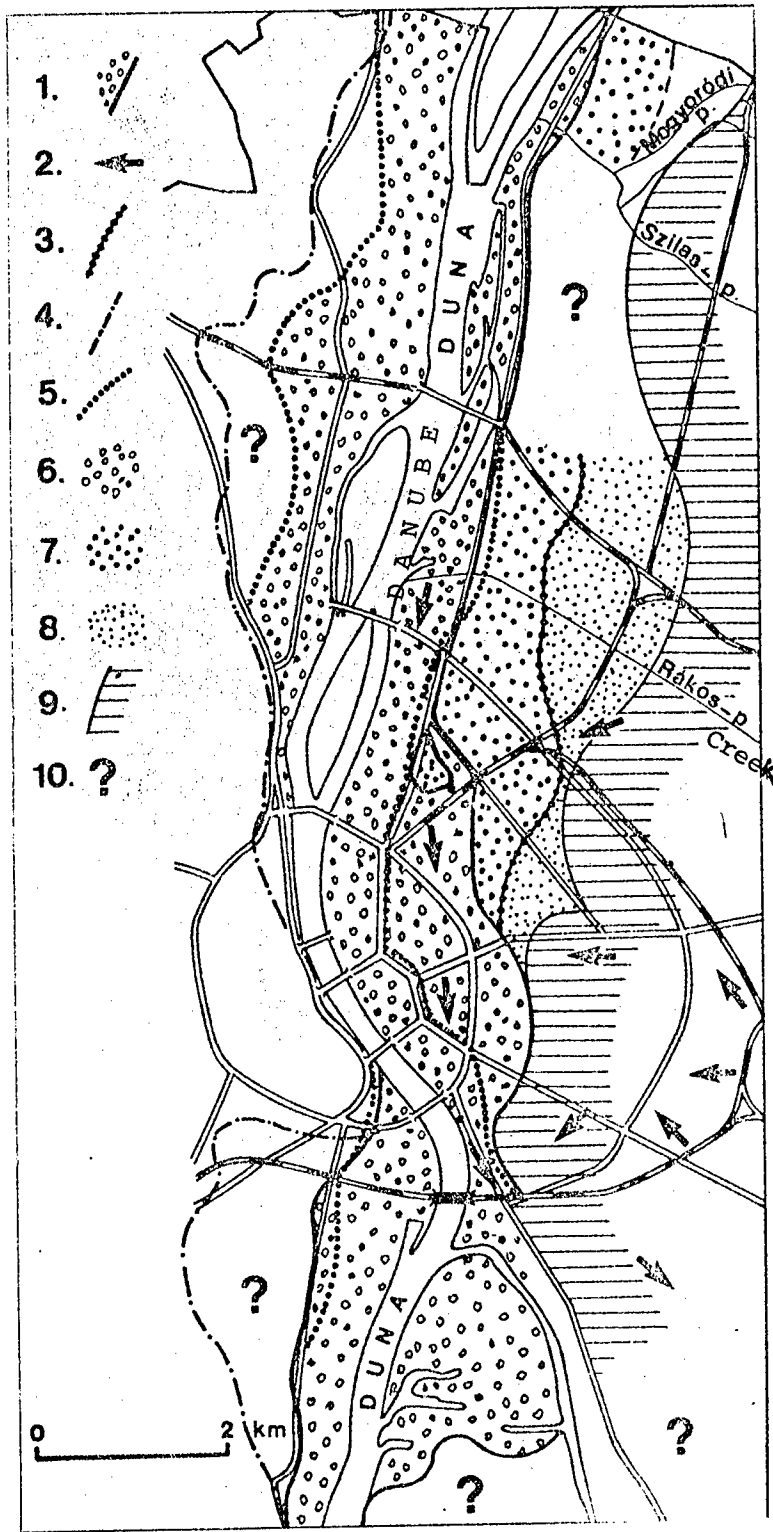 1.
2.
3.
4.
5.
6.
7.
8.
9.
10. ?
Mogyoródi
p.
Szilas-p.
DUNA
?
?
DANUBE
Rákos-p
Creek
?
DUNA
?
?
0 2 km